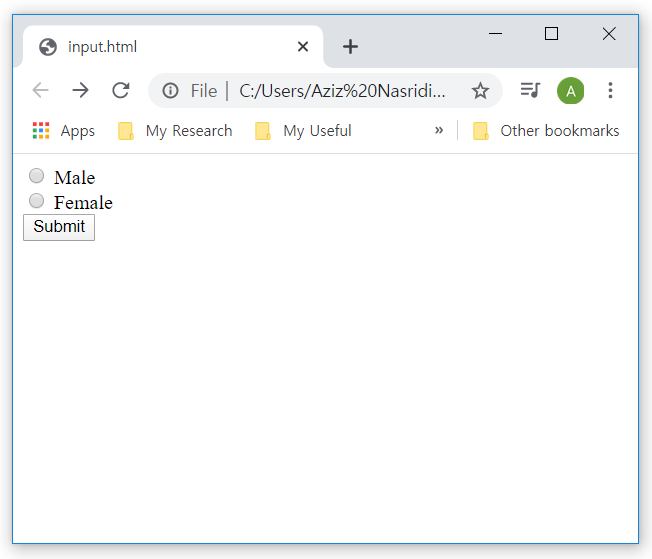 input.html
File | C:/Users/Aziz%20Nasridi... A
Apps My Research My Useful » Other bookmarks
Male
Female
Submit